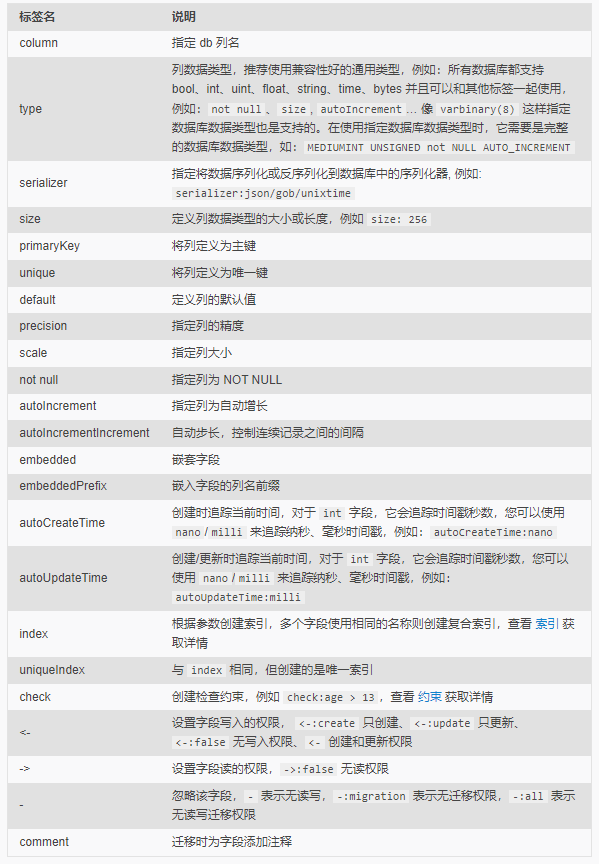 标签名 说明
column 指定 db 列名
列数据类型，推荐使用兼容性好的通用类型，例如：所有数据库都支持
bool、int、uint、float、string、time、bytes 并且可以和其他标签一起使用，
type 例如：not null、size, autoIncrement… 像 varbinary(8) 这样指定
数据库数据类型也是支持的。在使用指定数据库数据类型时，它需要是完整
的数据库数据类型，如：MEDIUMINT UNSIGNED not NULL AUTO_INCREMENT
serializer 指定将数据序列化或反序列化到数据库中的序列化器, 例如:
serializer:json/gob/unixtime
size 定义列数据类型的大小或长度，例如 size: 256
primaryKey 将列定义为主键
unique 将列定义为唯一键
default 定义列的默认值
precision 指定列的精度
scale 指定列大小
not null 指定列为 NOT NULL
autoIncrement 指定列为自动增长
autoIncrementIncrement 自动步长，控制连续记录之间的间隔
embedded 嵌套字段
embeddedPrefix 嵌入字段的列名前缀
autoCreateTime 创建时追踪当前时间，对于 int 字段，它会追踪时间戳秒数，您可以使用
nano/milli 来追踪纳秒、毫秒时间戳，例如：autoCreateTime:nano
创建/更新时追踪当前时间，对于 int 字段，它会追踪时间戳秒数，您可以
autoUpdateTime 使用 nano/milli 来追踪纳秒、毫秒时间戳，例如：
autoUpdateTime:milli
index 根据参数创建索引，多个字段使用相同的名称则创建复合索引，查看 索引 获
取详情
uniqueIndex 与 index 相同，但创建的是唯一索引
check 创建检查约束，例如 check:age > 13，查看 约束 获取详情
<- 设置字段写入的权限， <-:create 只创建、<-:update 只更新、
<-:false 无写入权限、<- 创建和更新权限
-> 设置字段读的权限，->:false 无读权限
- 忽略该字段，- 表示无读写，-:migration 表示无迁移权限，-:all 表示
无读写迁移权限
comment 迁移时为字段添加注释